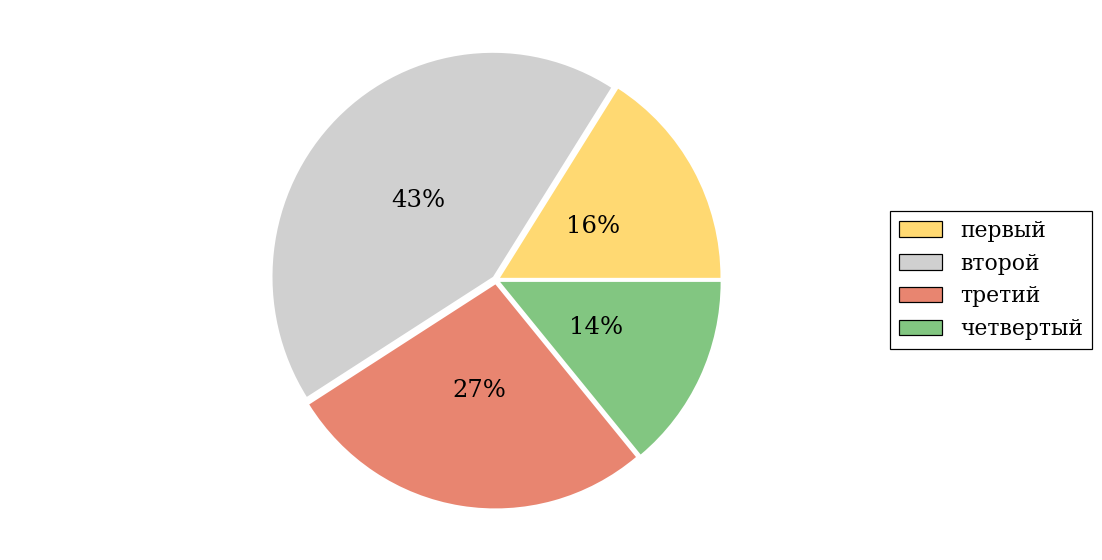 43%
16%
14%
27%
первый
второй
третий
четвертый